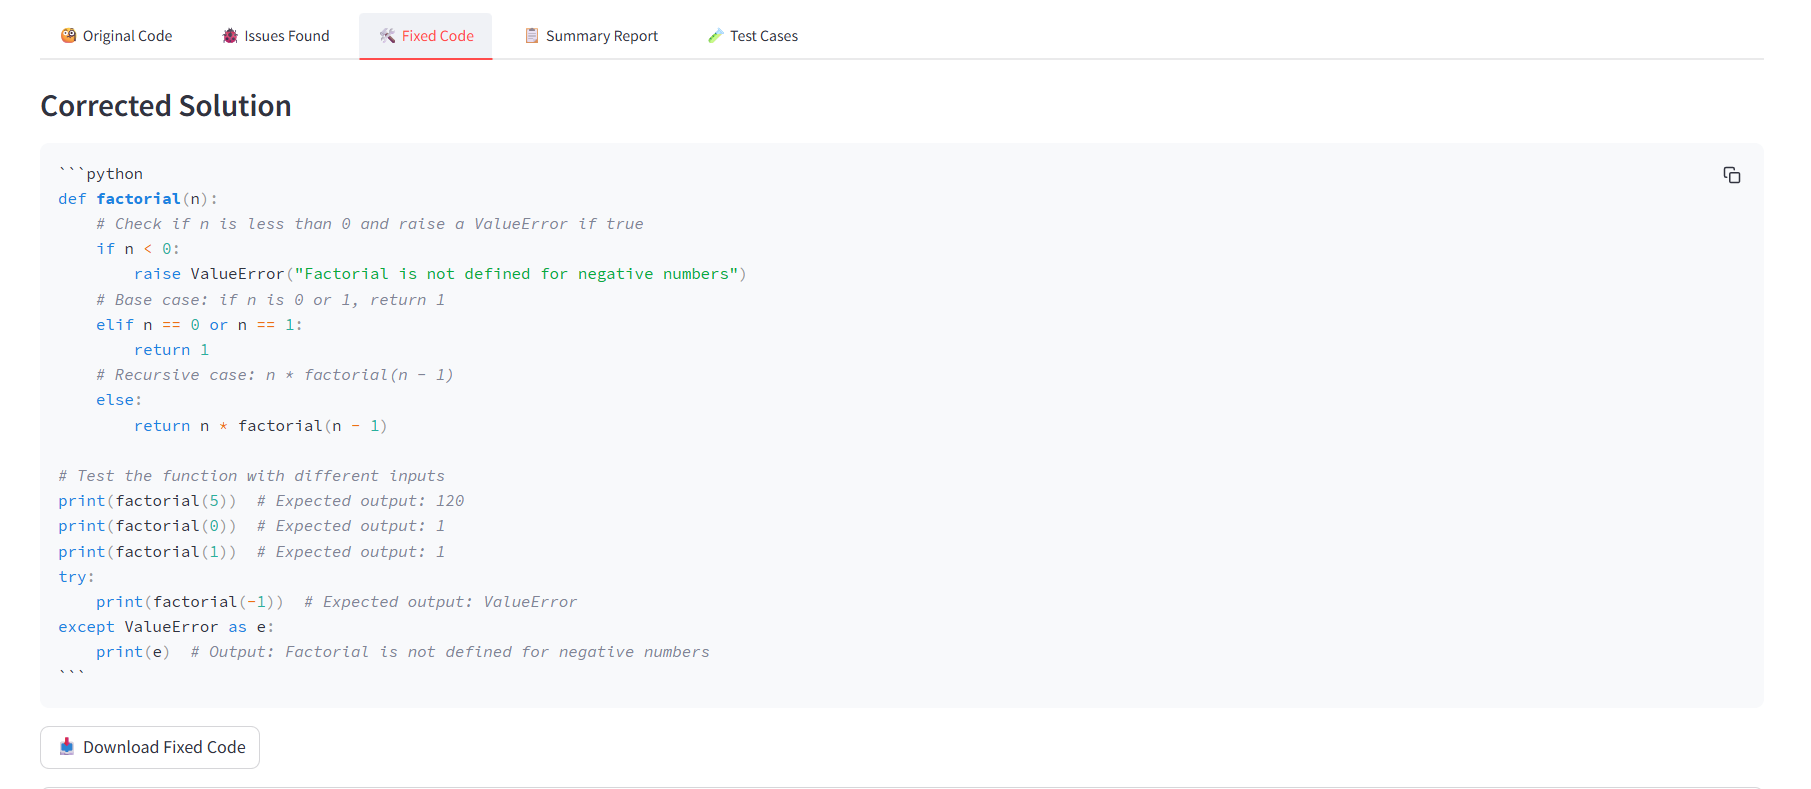 Original Code Issues Found Fixed Code Summary Report Test Cases
Corrected Solution
```python
def factorial(n):
    # Check if n is less than 0 and raise a ValueError if true
    if n < 0:
        raise ValueError("Factorial is not defined for negative numbers")
    # Base case: if n is 0 or 1, return 1
    elif n == 0 or n == 1:
        return 1
    # Recursive case: n * factorial(n - 1)
    else:
        return n * factorial(n - 1)

# Test the function with different inputs
print(factorial(5))  # Expected output: 120
print(factorial(0))  # Expected output: 1
print(factorial(1))  # Expected output: 1
try:
    print(factorial(-1))  # Expected output: ValueError
except ValueError as e:
    print(e)  # Output: Factorial is not defined for negative numbers
```
Download Fixed Code